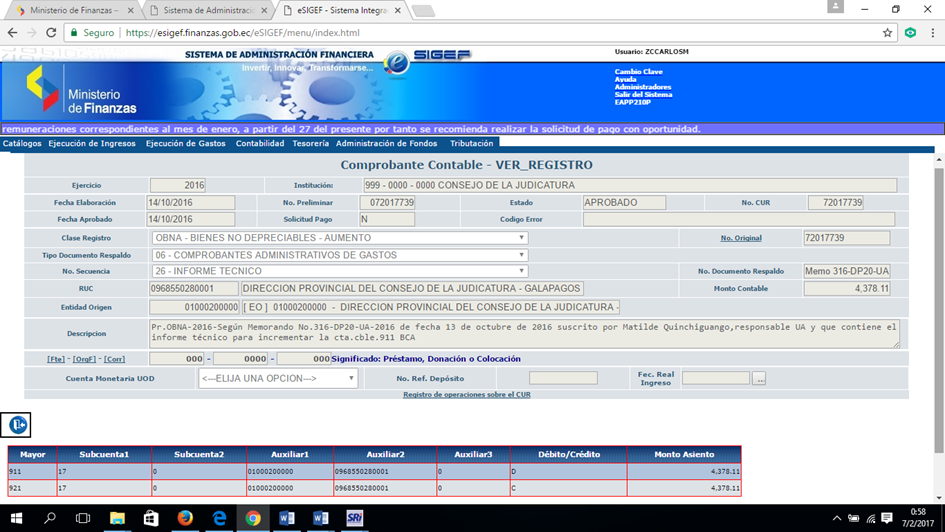 Ministerio de Finanzas –
Sistema de Administraci
eSIGEF - Sistema Integra
Seguro https://esigef.finanzas.gob.ec/eSIGEF/menu/index.html
SISTEMA DE ADMINISTRACIÓN FINANCIERA
Invertir, Innovar, Transformarse...
e SIGEF
Ministerio
de Finanzas
Usuario: ZCCARLOSM
Cambio Clave
Ayuda
Administradores
Salir del Sistema
EAPP210P
remuneraciones correspondientes al mes de enero, a partir del 27 del presente por tanto se recomienda realizar la solicitud de pago con oportunidad.
Catálogos Ejecución de Ingresos Ejecución de Gastos Contabilidad Tesorería Administración de Fondos Tributación
Comprobante Contable - VER_REGISTRO
Ejercicio 2016 Institución: 999 - 0000 - 0000 CONSEJO DE LA JUDICATURA
Fecha Elaboración 14/10/2016 No. Preliminar 072017739 Estado APROBADO No. CUR 72017739
Fecha Aprobado 14/10/2016 Solicitud Pago N Codigo Error
Clase Registro OBNA - BIENES NO DEPRECIABLES - AUMENTO No. Original 72017739
Tipo Documento Respaldo 06 - COMPROBANTES ADMINISTRATIVOS DE GASTOS
No. Secuencia 26 - INFORME TECNICO No. Documento Respaldo Memo 316-DP20-UA
RUC 0968550280001 DIRECCION PROVINCIAL DEL CONSEJO DE LA JUDICATURA - GALAPAGOS Monto Contable 4,378.11
Entidad Origen 01000200000 [ EO ] 01000200000 - DIRECCION PROVINCIAL DEL CONSEJO DE LA JUDICATURA -
Descripcion Pr.OBNA-2016-Según Memorando No.316-DP20-UA-2016 de fecha 13 de octubre de 2016 suscrito por Matilde Quinchiguango,responsable UA y que contiene el
informe técnico para incrementar la cta.cble.911 BCA
[Fte] - [OrgF] - [Corr] 000 - 0000 - 000 Significado: Préstamo, Donación o Colocación
Cuenta Monetaria UOD <---ELIJA UNA OPCION---> No. Ref. Depósito Fec. Real
Ingreso ...
Registro de operaciones sobre el CUR
Mayor Subcuenta1 Subcuenta2 Auxiliar1 Auxiliar2 Auxiliar3 Débito/Crédito Monto Asiento
911 17 0 01000200000 0968550280001 0 D 4,378.11
921 17 0 01000200000 0968550280001 0 C 4,378.11
SRi
0:58
7/2/2017